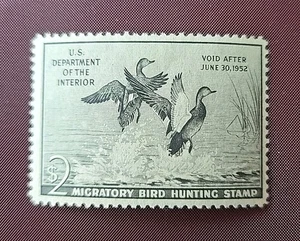 U.S.
DEPARTMENT
OF THE
INTERIOR
VOID AFTER
JUNE 30, 1952
$2
MIGRATORY BIRD HUNTING STAMP